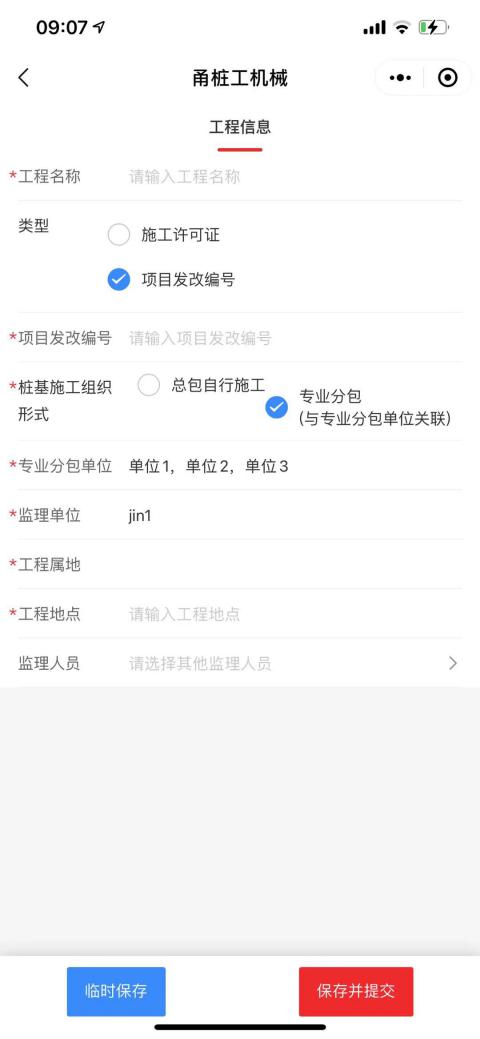 09:07
甬桩工机械
工程信息
*工程名称 请输入工程名称
类型
施工许可证
项目发改编号
*项目发改编号 请输入项目发改编号
*桩基施工组织形式
总包自行施工
专业分包
(与专业分包单位关联)
*专业分包单位 单位1，单位2，单位3
*监理单位 jin1
*工程属地
*工程地点 请输入工程地点
监理人员 请选择其他监理人员
临时保存 保存并提交